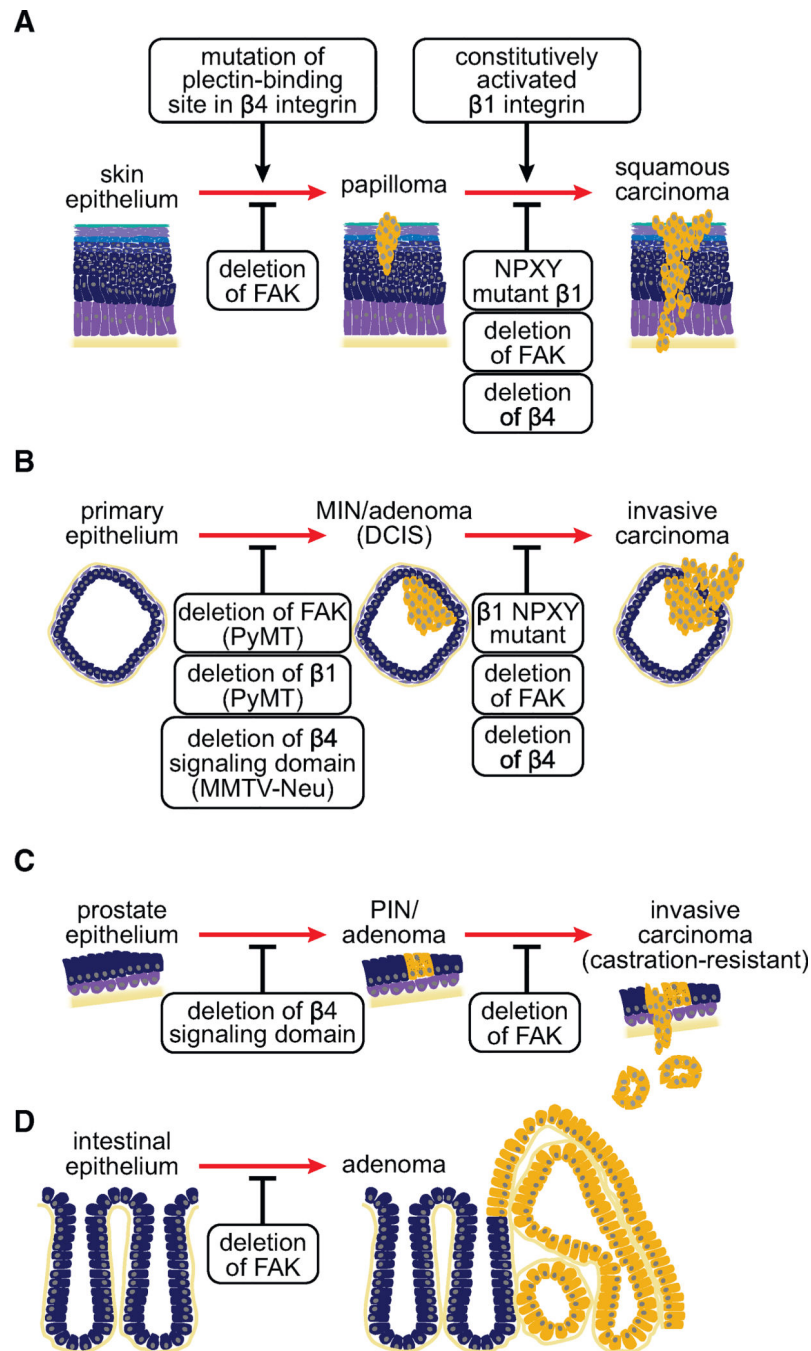 A
mutation of
plectin-binding
site in β4 integrin
constitutively
activated
β1 integrin
skin
epithelium
papilloma
squamous
carcinoma
deletion
of FAK
NPXY
mutant β1
deletion
of FAK
deletion
of β4
B
primary
epithelium
MIN/adenoma
(DCIS)
invasive
carcinoma
deletion of FAK
(PyMT)
deletion of β1
(PyMT)
deletion of β4
signaling domain
(MMTV-Neu)
β1 NPXY
mutant
deletion
of FAK
deletion
of β4
C
prostate
epithelium
PIN/
adenoma
invasive
carcinoma
(castration-resistant)
deletion of β4
signaling domain
deletion
of FAK
D
intestinal
epithelium
adenoma
deletion
of FAK